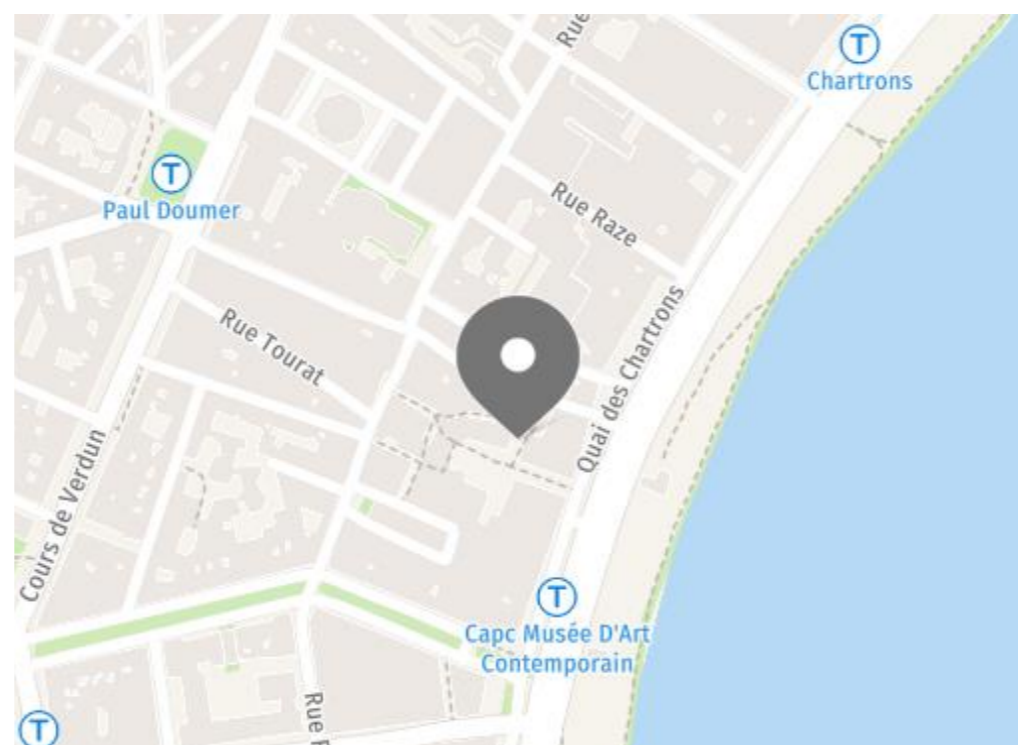 Rue
T
Chartrons
T
Paul Doumer
Rue Raze
Rue Tourat
Quai des Chartrons
Cours de Verdun
T
Capc Musée D'Art
Contemporain
Rue
T